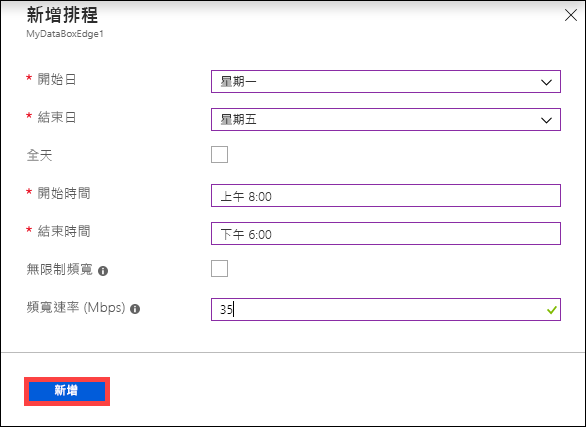 新增排程
MyDataBoxEdge1
* 開始日 星期一
* 結束日 星期五
全天
* 開始時間 上午 8:00
* 結束時間 下午 6:00
無限制頻寬
頻寬速率 (Mbps) 35
新增